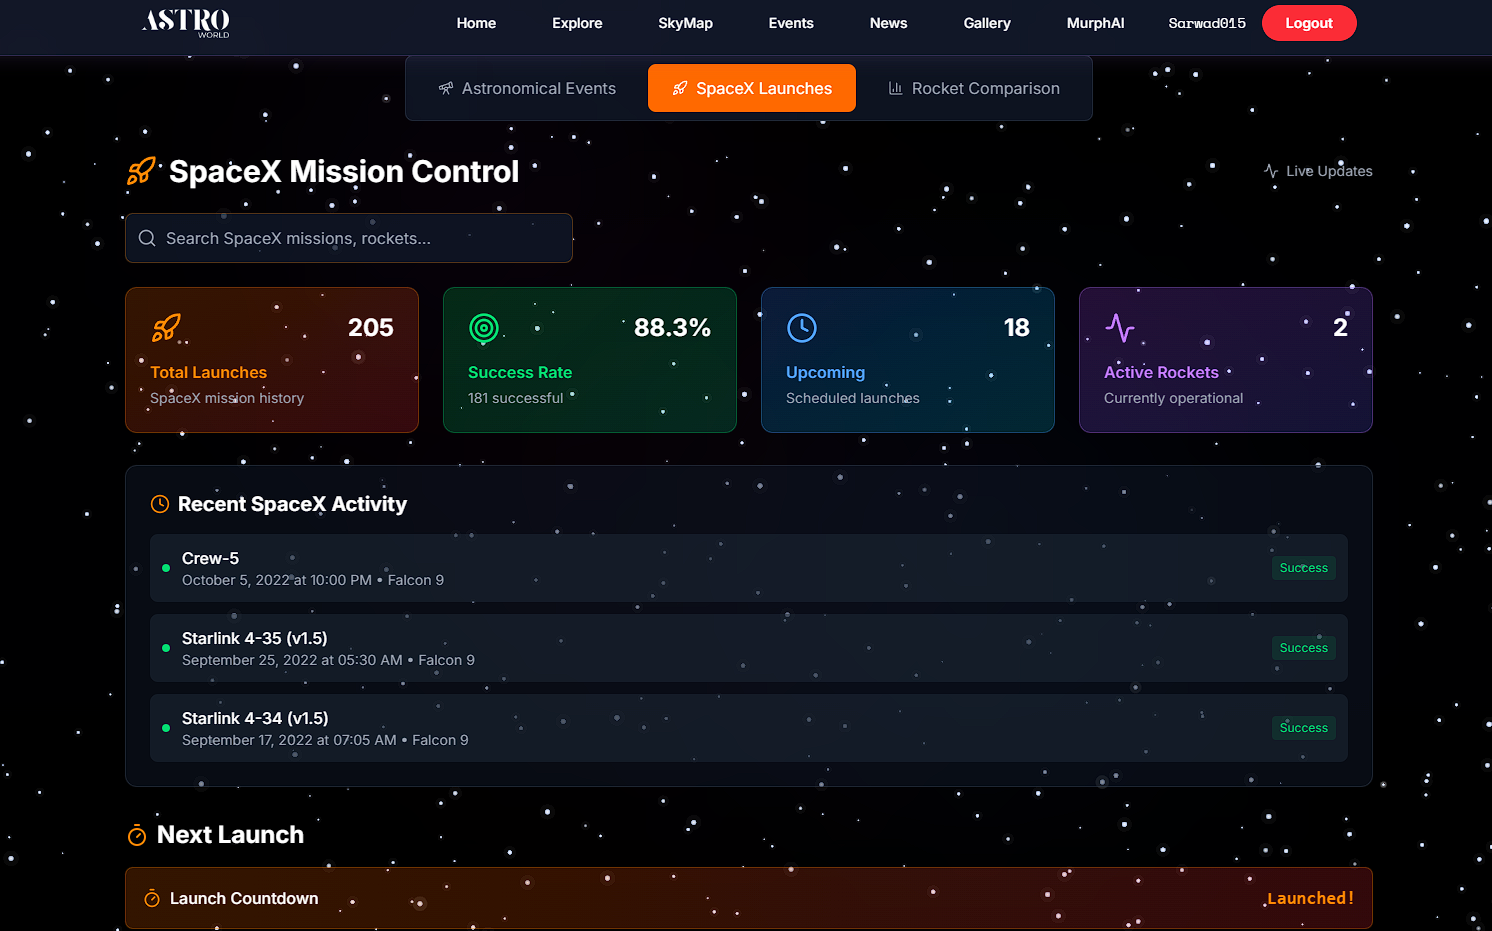 ASTRO
WORLD
Home Explore SkyMap Events News Gallery MurphAI Sarwad015 Logout
Astronomical Events SpaceX Launches Rocket Comparison
SpaceX Mission Control
Live Updates
Search SpaceX missions, rockets...
205
Total Launches
SpaceX mission history
88.3%
Success Rate
181 successful
18
Upcoming
Scheduled launches
2
Active Rockets
Currently operational
Recent SpaceX Activity
Crew-5
October 5, 2022 at 10:00 PM • Falcon 9
Success
Starlink 4-35 (v1.5)
September 25, 2022 at 05:30 AM • Falcon 9
Success
Starlink 4-34 (v1.5)
September 17, 2022 at 07:05 AM • Falcon 9
Success
Next Launch
Launch Countdown
Launched!